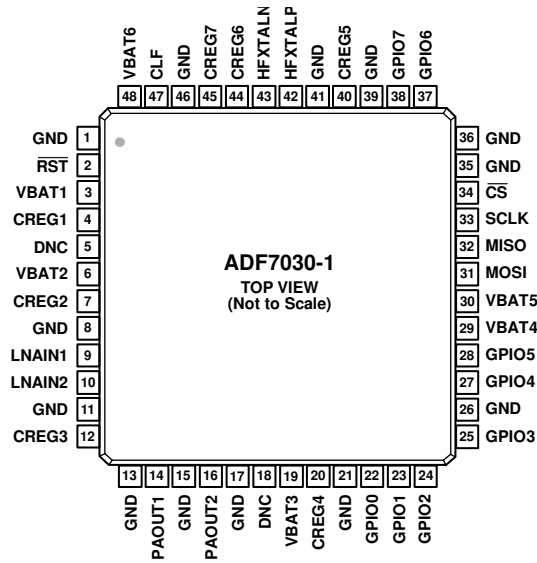 VBAT6
CLF
GND
CREG7
CREG6
HFXTALN
HFXTALP
GND
CREG5
GND
GPIO7
GPIO6
48 47 46 45 44 43 42 41 40 39 38 37
GND 1
RST 2
VBAT1 3
CREG1 4
DNC 5
VBAT2 6
CREG2 7
GND 8
LNAIN1 9
LNAIN2 10
GND 11
CREG3 12
ADF7030-1
TOP VIEW
(Not to Scale)
36 GND
35 GND
34 CS
33 SCLK
32 MISO
31 MOSI
30 VBAT5
29 VBAT4
28 GPIO5
27 GPIO4
26 GND
25 GPIO3
13 14 15 16 17 18 19 20 21 22 23 24
GND
PAOUT1
GND
PAOUT2
GND
DNC
VBAT3
CREG4
GND
GPIO0
GPIO1
GPIO2